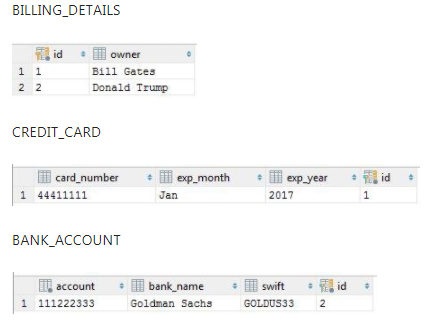 BILLING_DETAILS
id owner
1 1 Bill Gates
2 2 Donald Trump
CREDIT_CARD
card_number exp_month exp_year id
1 44411111 Jan 2017 1
BANK_ACCOUNT
account bank_name swift id
1 111222333 Goldman Sachs GOLDUS33 2